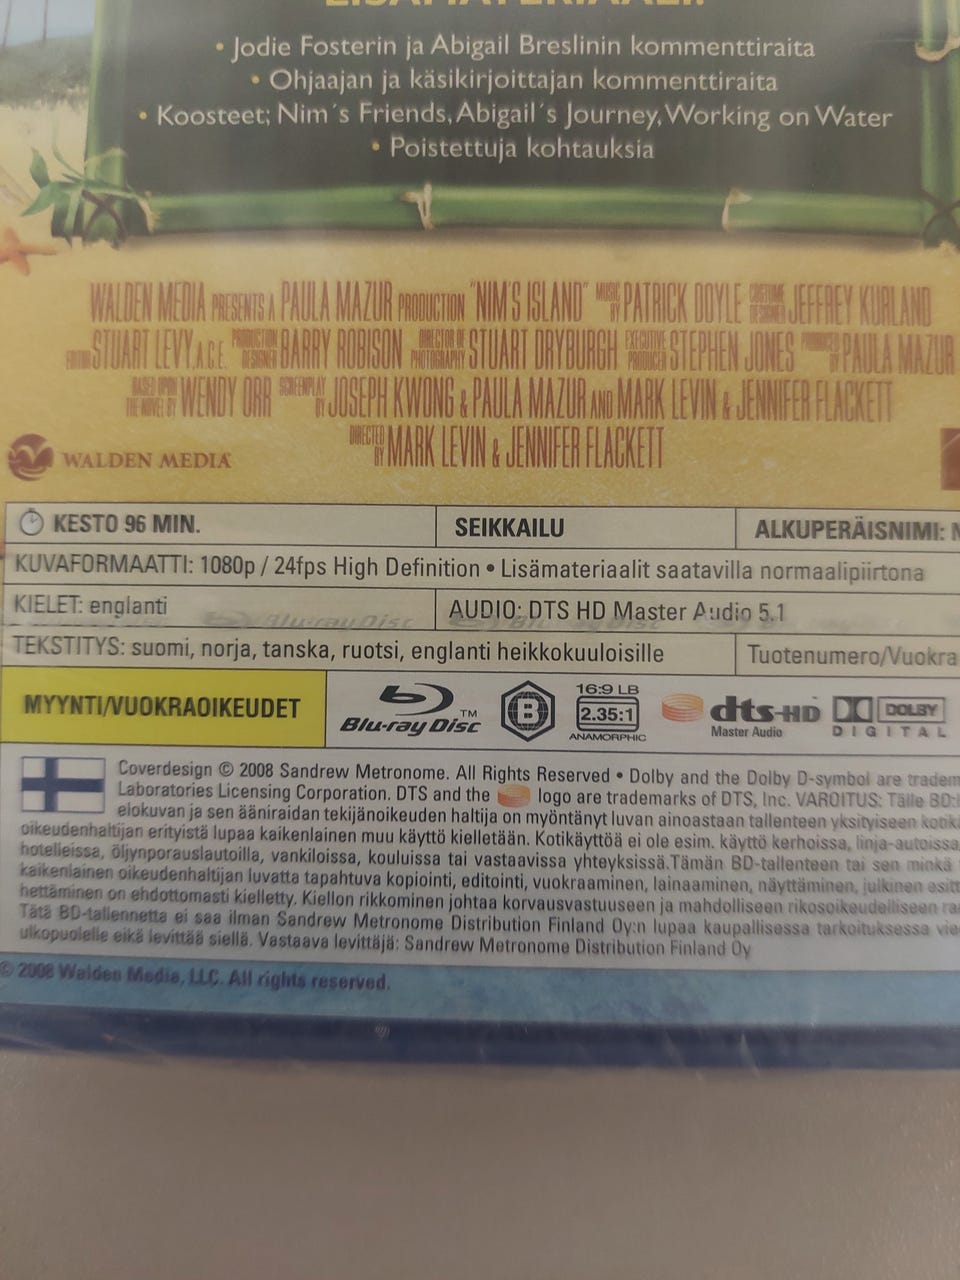 LISÄMATERIAALI:
• Jodie Fosterin ja Abigail Breslinin kommenttiraita
• Ohjaajan ja käsikirjoittajan kommenttiraita
• Koosteet; Nim´s Friends, Abigail´s Journey, Working on Water
• Poistettuja kohtauksia
WALDEN MEDIA PRESENTS A PAULA MAZUR PRODUCTION "NIM'S ISLAND" MUSIC BY PATRICK DOYLE COSTUME DESIGNER JEFFREY KURLAND
EDITOR STUART LEVY, A.C.E. PRODUCTION DESIGNER BARRY ROBISON DIRECTOR OF PHOTOGRAPHY STUART DRYBURGH EXECUTIVE PRODUCER STEPHEN JONES PRODUCED BY PAULA MAZUR
BASED UPON THE NOVEL BY WENDY ORR SCREENPLAY BY JOSEPH KWONG & PAULA MAZUR AND MARK LEVIN & JENNIFER FLACKETT
DIRECTED BY MARK LEVIN & JENNIFER FLACKETT
WALDEN MEDIA
KESTO 96 MIN. SEIKKAILU ALKUPERÄISNIMI: N
KUVAFORMAATTI: 1080p / 24fps High Definition • Lisämateriaalit saatavilla normaalipiirtona
KIELET: englanti AUDIO: DTS HD Master Audio 5.1
TEKSTITYS: suomi, norja, tanska, ruotsi, englanti heikkokuuloisille Tuotenumero/Vuokra
MYYNTI/VUOKRAOIKEUDET
Blu-ray Disc TM
B
16:9 LB
2.35:1
ANAMORPHIC
dts-HD
Master Audio
DOLBY
DIGITAL
Coverdesign © 2008 Sandrew Metronome. All Rights Reserved • Dolby and the Dolby D-symbol are tradem
Laboratories Licensing Corporation. DTS and the logo are trademarks of DTS, Inc. VAROITUS: Tälle BD-
elokuvan ja sen ääniraidan tekijänoikeuden haltija on myöntänyt luvan ainoastaan tallenteen yksityiseen kotik
oikeudenhaltijan erityistä lupaa kaikenlainen muu käyttö kielletään. Kotikäyttöä ei ole esim. käyttö kerhoissa, linja-autoissa,
hotelleissa, öljynporauslautoilla, vankiloissa, kouluissa tai vastaavissa yhteyksissä. Tämän BD-tallenteen tai sen minkä
kaikenlainen oikeudenhaltijan luvatta tapahtuva kopiointi, editointi, vuokraaminen, lainaaminen, näyttäminen, julkinen esitt
hettäminen on ehdottomasti kielletty. Kiellon rikkominen johtaa korvausvastuuseen ja mahdolliseen rikosoikeudelliseen ra
Tätä BD-tallennetta ei saa ilman Sandrew Metronome Distribution Finland Oy:n lupaa kaupallisessa tarkoituksessa vie
ulkopuolelle eikä levittää siellä. Vastaava levittäjä: Sandrew Metronome Distribution Finland Oy
© 2008 Walden Media, LLC. All rights reserved.